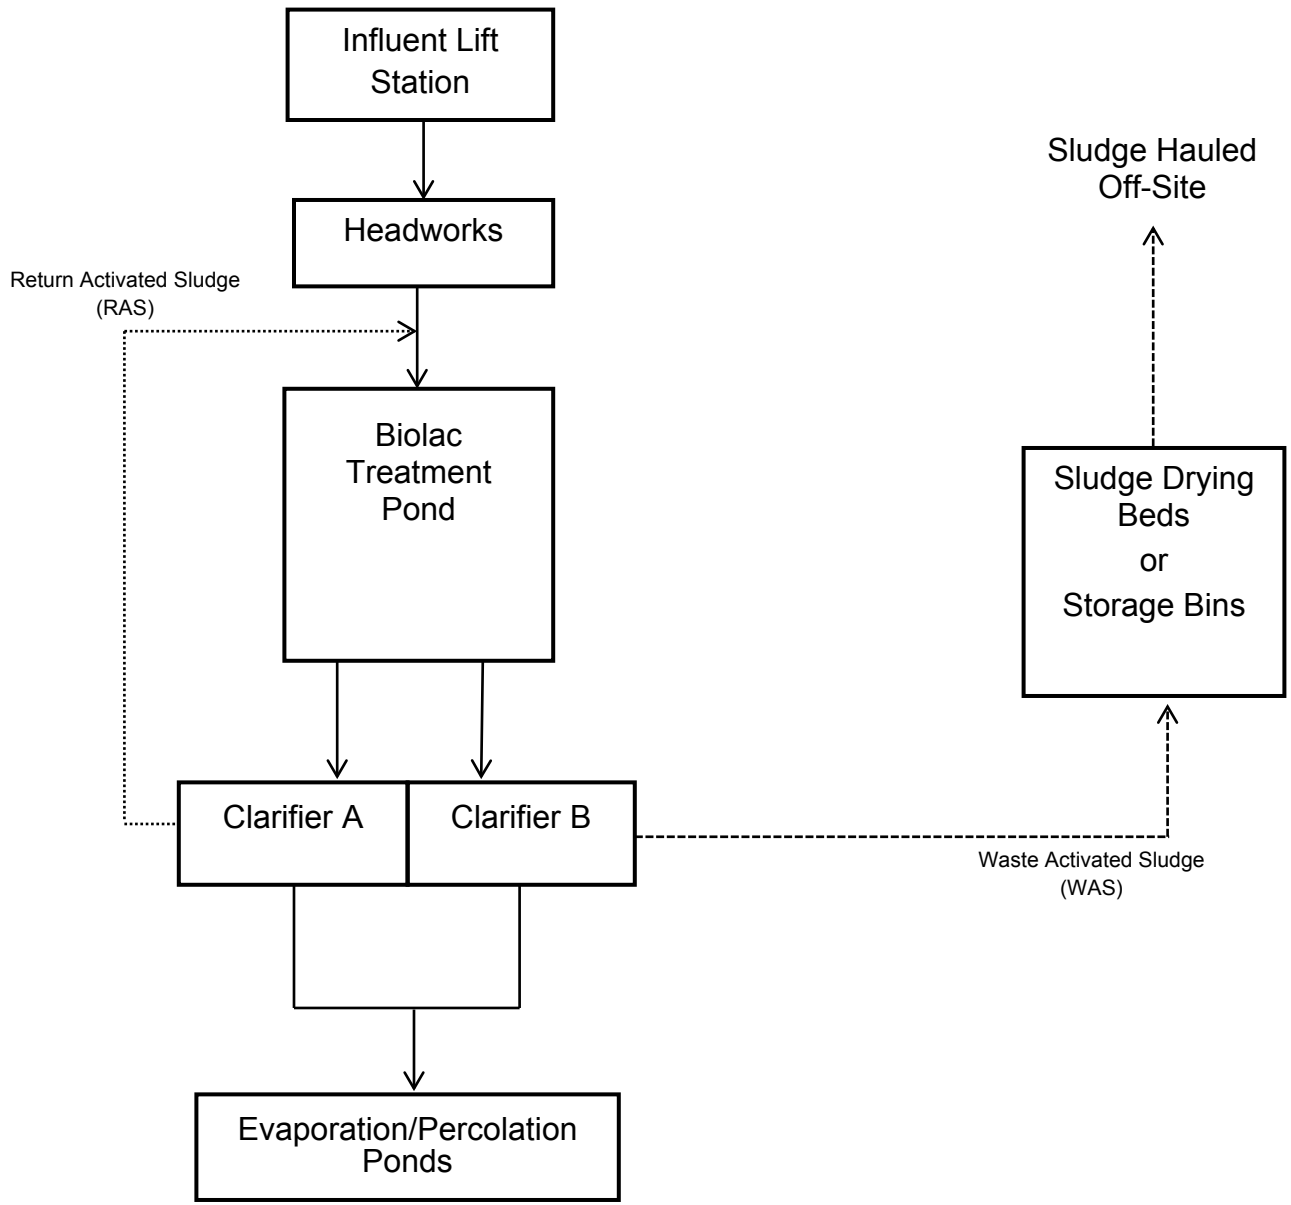 Influent Lift
Station
Sludge Hauled
Off-Site
Headworks
Return Activated Sludge
(RAS)
Biolac
Treatment
Pond
Sludge Drying
Beds
or
Storage Bins
Clarifier A
Clarifier B
Waste Activated Sludge
(WAS)
Evaporation/Percolation
Ponds